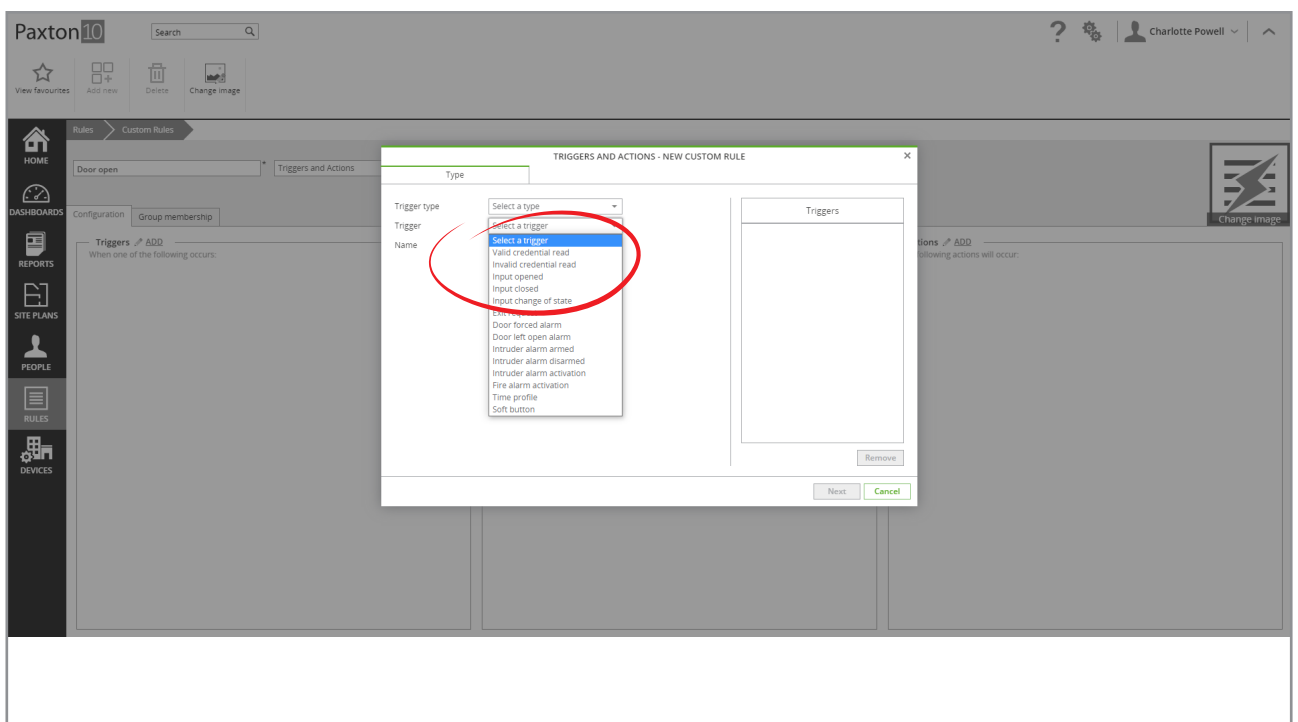 Paxton10
Search
Charlotte Powell
View favourites
Add new
Delete
Change image
Rules
Custom Rules
HOME
DASHBOARDS
REPORTS
SITE PLANS
PEOPLE
RULES
DEVICES
Door open
*
Triggers and Actions
Configuration
Group membership
Triggers ADD
When one of the following occurs:
TRIGGERS AND ACTIONS - NEW CUSTOM RULE
Type
Trigger type
Select a type
Trigger
Select a trigger
Name
Select a trigger
Valid credential read
Invalid credential read
Input opened
Input closed
Input change of state
Door forced alarm
Door left open alarm
Intruder alarm armed
Intruder alarm disarmed
Intruder alarm activation
Fire alarm activation
Time profile
Soft button
Triggers
Remove
Next
Cancel
Change image
ADD
following actions will occur: